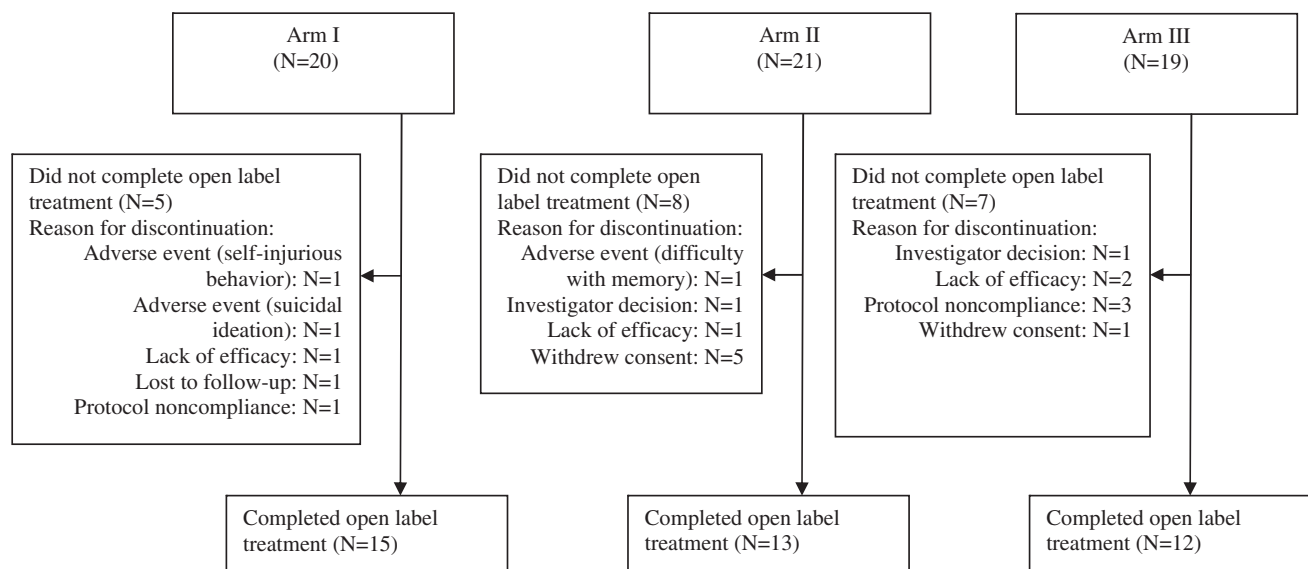 Arm I
(N=20)
Arm II
(N=21)
Arm III
(N=19)
Did not complete open label
treatment (N=5)
Reason for discontinuation:
Adverse event (self-injurious
behavior): N=1
Adverse event (suicidal
ideation): N=1
Lack of efficacy: N=1
Lost to follow-up: N=1
Protocol noncompliance: N=1
Did not complete open
label treatment (N=8)
Reason for discontinuation:
Adverse event (difficulty
with memory): N=1
Investigator decision: N=1
Lack of efficacy: N=1
Withdrew consent: N=5
Did not complete open label
treatment (N=7)
Reason for discontinuation:
Investigator decision: N=1
Lack of efficacy: N=2
Protocol noncompliance: N=3
Withdrew consent: N=1
Completed open label
treatment (N=15)
Completed open label
treatment (N=13)
Completed open label
treatment (N=12)